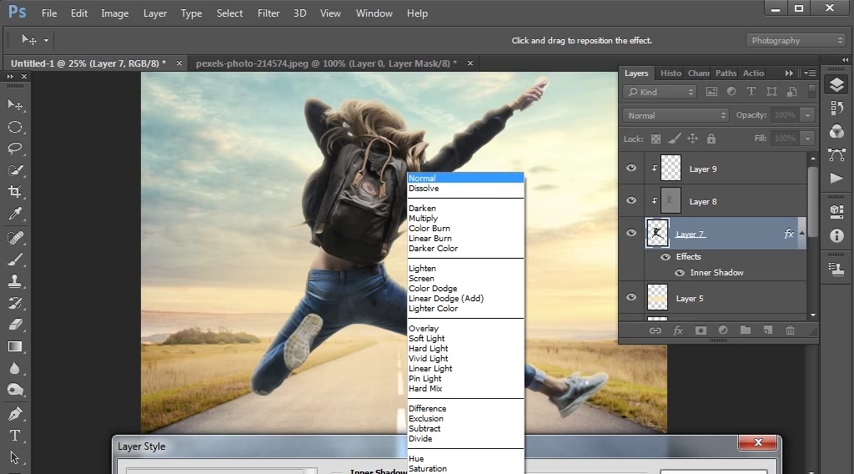 Ps File Edit Image Layer Type Select Filter 3D View Window Help
Click and drag to reposition the effect.
Photography
Untitled-1 @ 25% (Layer 7, RGB/8) *
pexels-photo-214574.jpeg @ 100% (Layer 0, Layer Mask/8) *
Layers Histo Chann Paths Actio
Kind
Normal Opacity: 100%
Lock: Fill: 100%
Layer 9
Layer 8
Layer 7 fx
Effects
Inner Shadow
Layer 5
fx
Normal
Dissolve
Darken
Multiply
Color Burn
Linear Burn
Darker Color
Lighten
Screen
Color Dodge
Linear Dodge (Add)
Lighter Color
Overlay
Soft Light
Hard Light
Vivid Light
Linear Light
Pin Light
Hard Mix
Difference
Exclusion
Subtract
Divide
Hue
Saturation
Layer Style
Inner Shadow